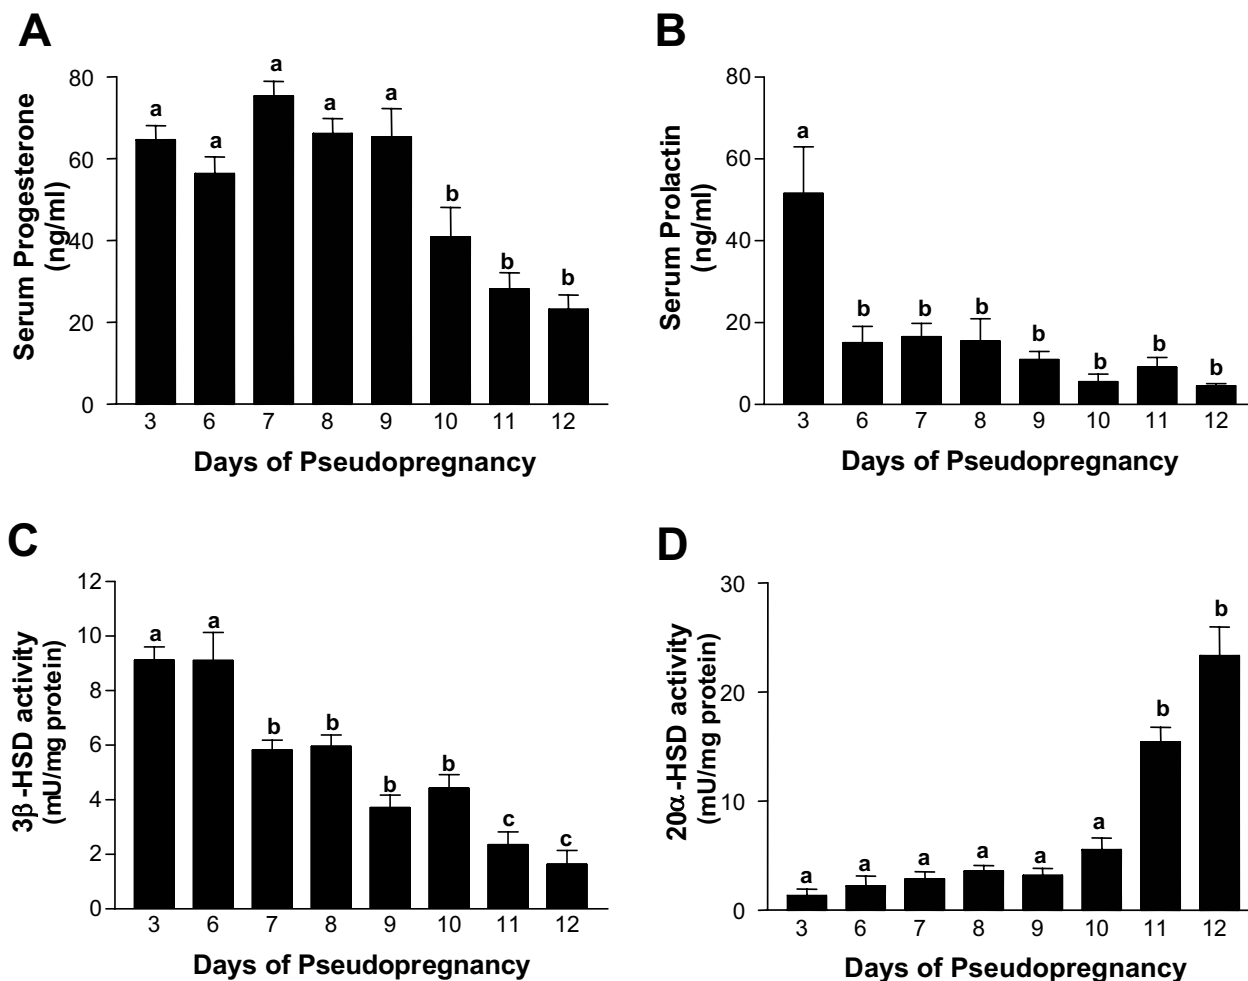 A
Serum Progesterone
(ng/ml)
80
60
40
20
0
a
a
a
a
a
b
b
b
3 6 7 8 9 10 11 12
Days of Pseudopregnancy
B
Serum Prolactin
(ng/ml)
80
60
40
20
0
a
b
b
b
b
b
b
b
3 6 7 8 9 10 11 12
Days of Pseudopregnancy
C
3β-HSD activity
(mU/mg protein)
12
10
8
6
4
2
0
a
a
b
b
b
b
c
c
3 6 7 8 9 10 11 12
Days of Pseudopregnancy
D
20α-HSD activity
(mU/mg protein)
30
20
10
0
a
a
a
a
a
a
b
b
3 6 7 8 9 10 11 12
Days of Pseudopregnancy